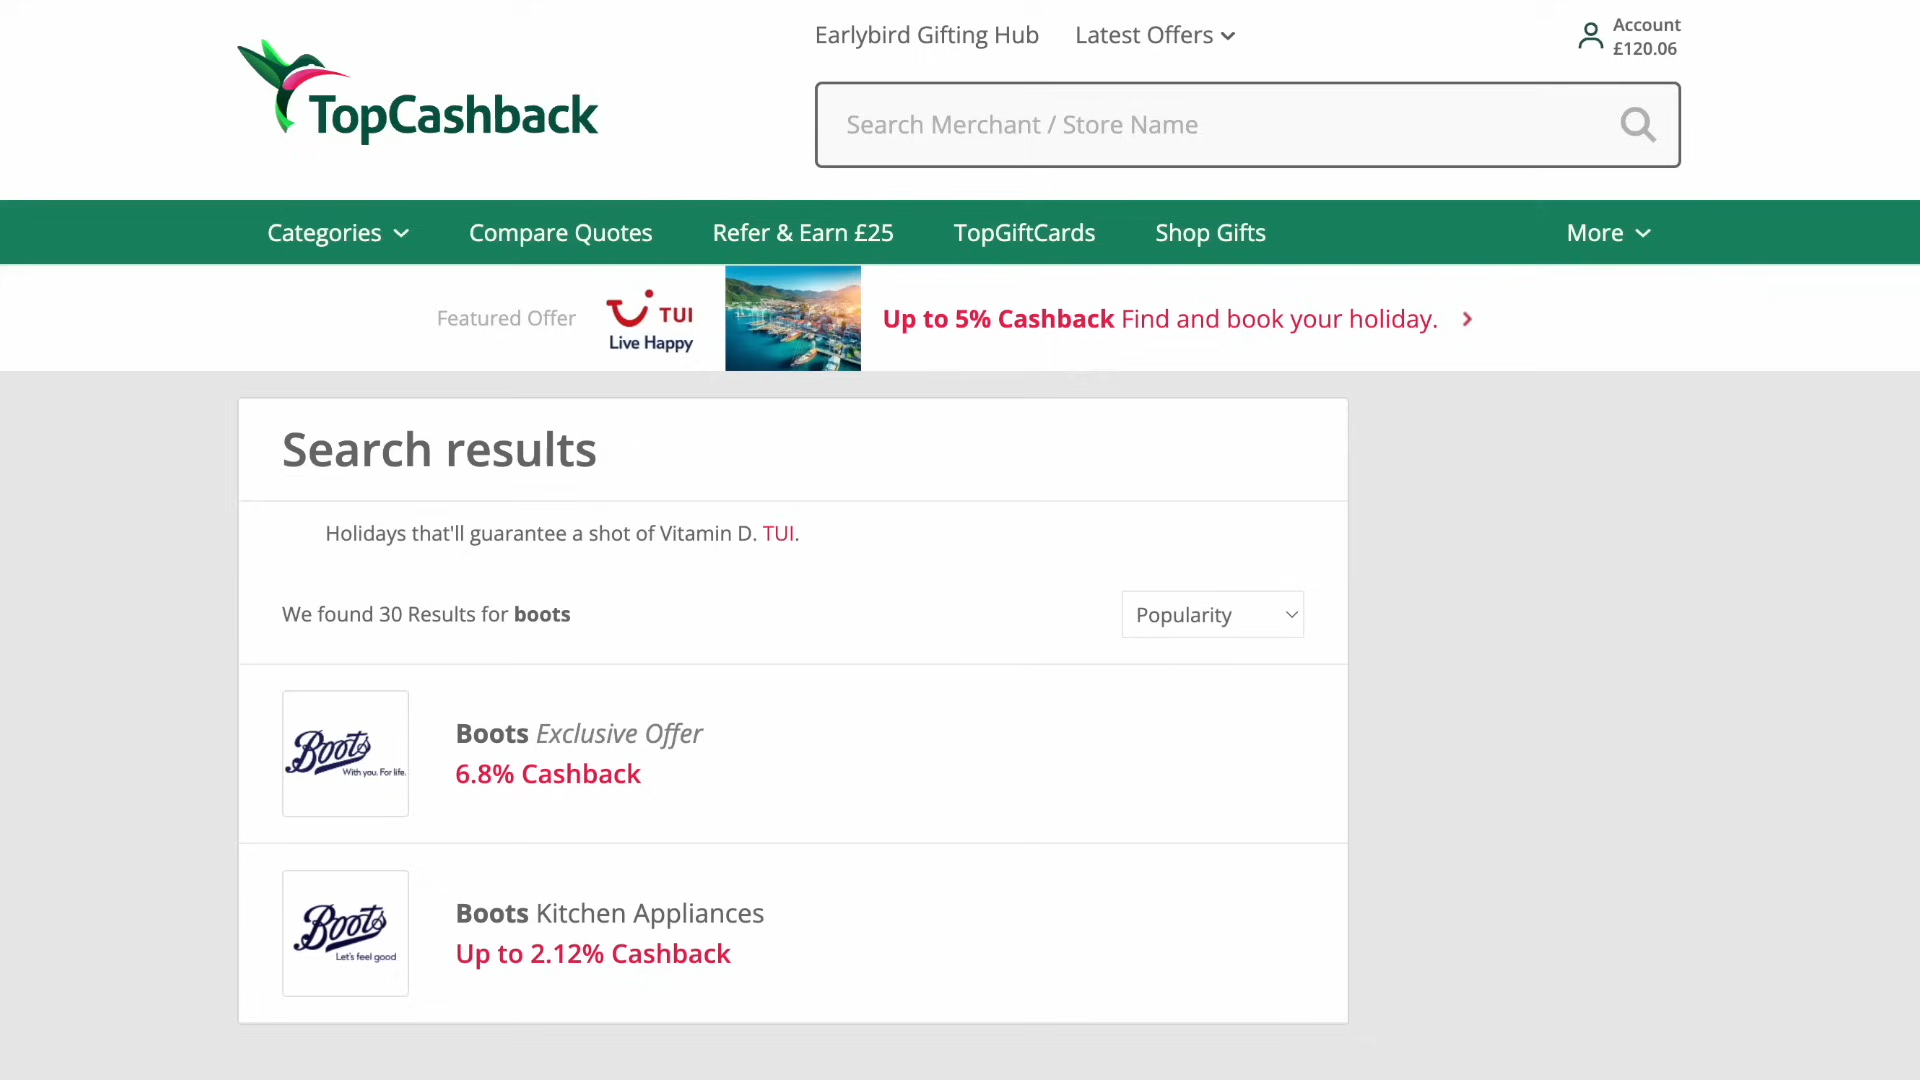 Earlybird Gifting Hub
Latest Offers
Account
£120.06
TopCashback
Search Merchant / Store Name
Categories
Compare Quotes
Refer & Earn £25
TopGiftCards
Shop Gifts
More
Featured Offer
TUI
Live Happy
Up to 5% Cashback Find and book your holiday.
Search results
Holidays that'll guarantee a shot of Vitamin D. TUI.
We found 30 Results for boots
Popularity
Boots
With you. For life.
Boots Exclusive Offer
6.8% Cashback
Boots
Let's feel good
Boots Kitchen Appliances
Up to 2.12% Cashback